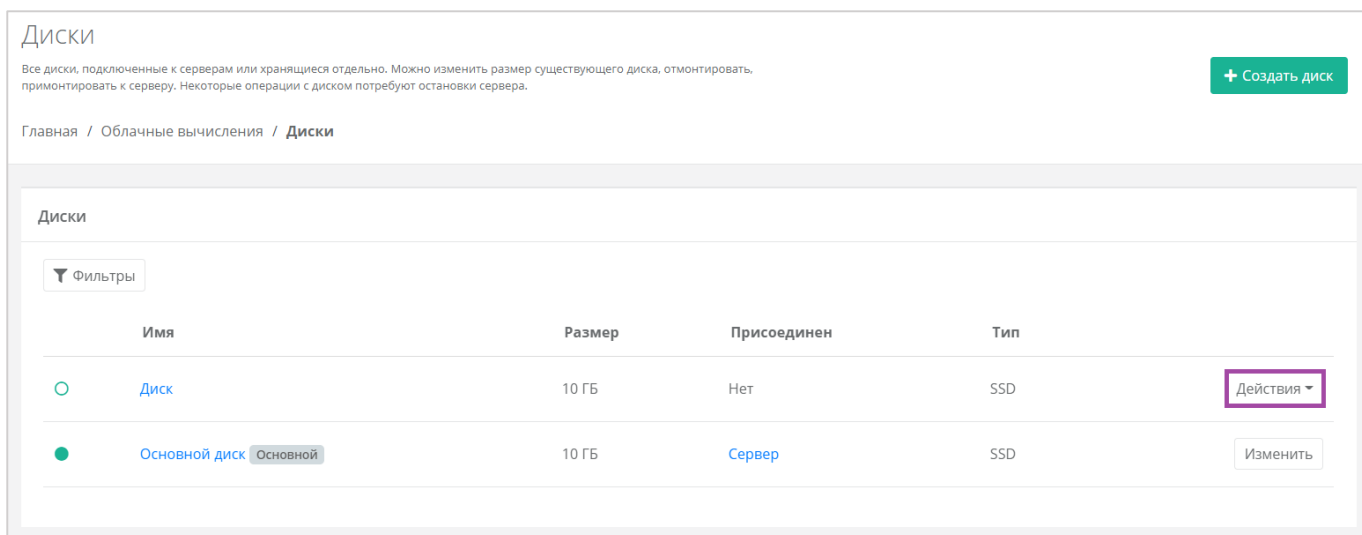 Диски
Все диски, подключенные к серверам или хранящиеся отдельно. Можно изменить размер существующего диска, отмонтировать,
примонтировать к серверу. Некоторые операции с диском потребуют остановки сервера.
+ Создать диск
Главная / Облачные вычисления / Диски
Диски
Фильтры
Имя Размер Присоединен Тип
Диск 10 ГБ Нет SSD Действия
Основной диск Основной 10 ГБ Сервер SSD Изменить